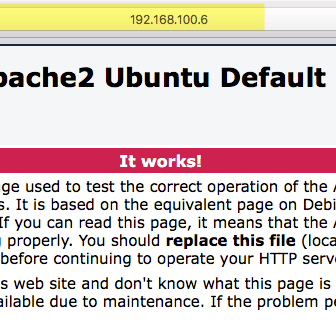 192.168.100.6
pache2 Ubuntu Default
It works!
age used to test the correct operation of the A
s. It is based on the equivalent page on Debi
If you can read this page, it means that the A
g properly. You should replace this file (loca
before continuing to operate your HTTP serve
s web site and don't know what this page is
ailable due to maintenance. If the problem pe